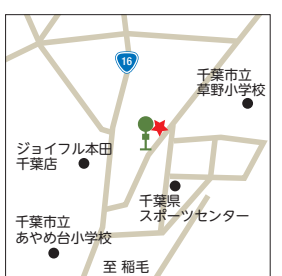 16
千葉市立
草野小学校
ジョイフル本田
千葉店
千葉県
スポーツセンター
千葉市立
あやめ台小学校
至 稲毛